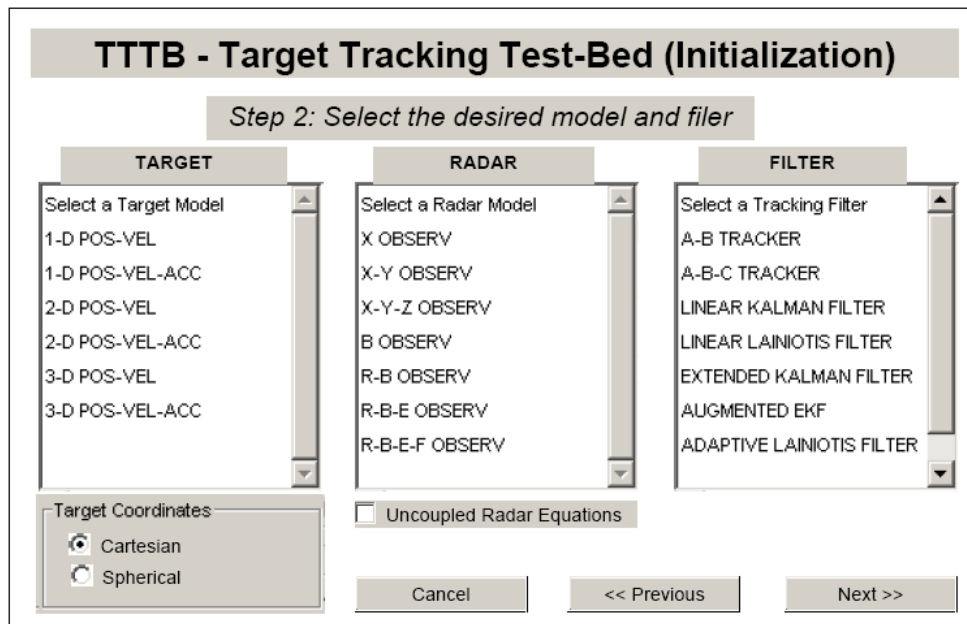 TTTB - Target Tracking Test-Bed (Initialization)
Step 2: Select the desired model and filer
TARGET
Select a Target Model
1-D POS-VEL
1-D POS-VEL-ACC
2-D POS-VEL
2-D POS-VEL-ACC
3-D POS-VEL
3-D POS-VEL-ACC
Target Coordinates
Cartesian
Spherical
RADAR
Select a Radar Model
X OBSERV
X-Y OBSERV
X-Y-Z OBSERV
B OBSERV
R-B OBSERV
R-B-E OBSERV
R-B-E-F OBSERV
Uncoupled Radar Equations
FILTER
Select a Tracking Filter
A-B TRACKER
A-B-C TRACKER
LINEAR KALMAN FILTER
LINEAR LAINIOTIS FILTER
EXTENDED KALMAN FILTER
AUGMENTED EKF
ADAPTIVE LAINIOTIS FILTER
Cancel
<< Previous
Next >>